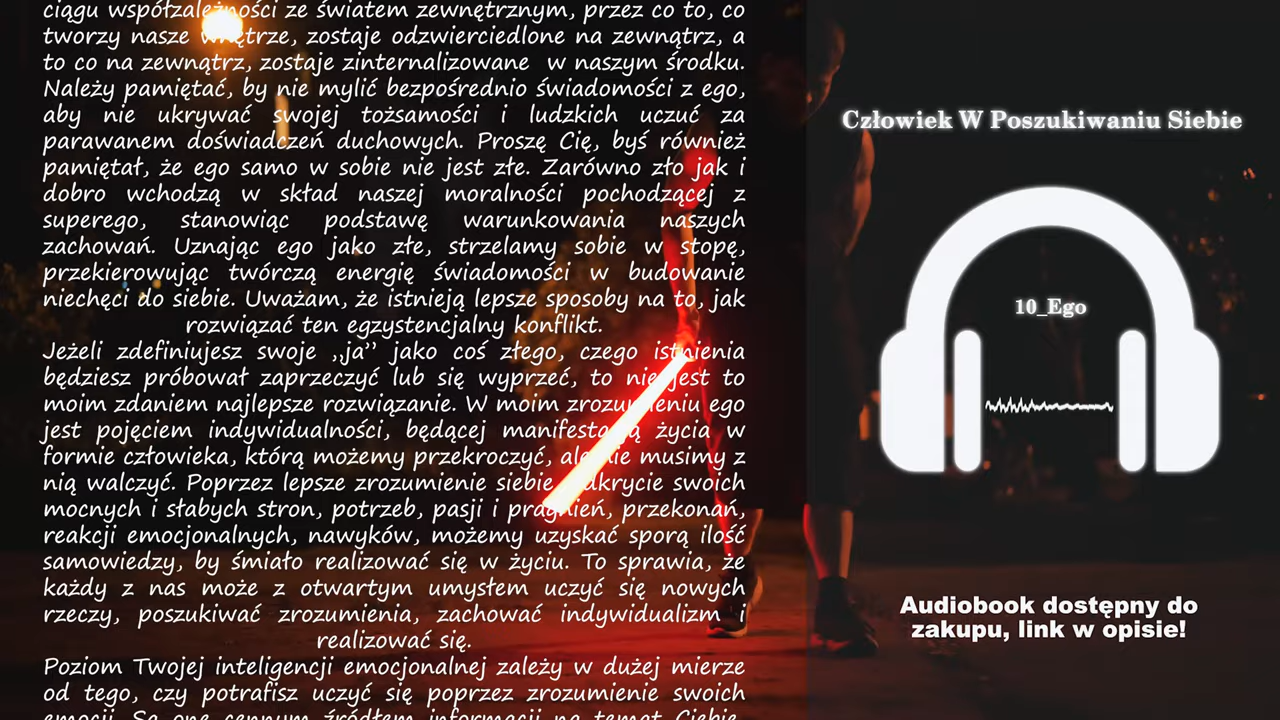 ciągu współzależności ze światem zewnętrznym, przez co to, co
tworzy nasze wnętrze, zostaje odzwierciedlone na zewnątrz, a
to co na zewnątrz, zostaje zinternalizowane w naszym środku.
Należy pamiętać, by nie mylić bezpośrednio świadomości z ego,
aby nie ukrywać swojej tożsamości i ludzkich uczuć za
parawanem doświadczeń duchowych. Proszę Cię, byś również
pamiętał, że ego samo w sobie nie jest złe. Zarówno zło jak i
dobro wchodzą w skład naszej moralności pochodzącej z
superego, stanowiąc podstawę warunkowania naszych
zachowań. Uznając ego jako złe, strzelamy sobie w stopę,
przekierowując twórczą energię świadomości w budowanie
niechęci do siebie. Uważam, że istnieją lepsze sposoby na to, jak
rozwiązać ten egzystencjalny konflikt.
Jeżeli zdefiniujesz swoje „ja” jako coś złego, czego istnienia
będziesz próbował zaprzeczyć lub się wyprzeć, to nie jest to
moim zdaniem najlepsze rozwiązanie. W moim zrozumieniu ego
jest pojęciem indywidualności, będącej manifestacją życia w
formie człowieka, którą możemy przekroczyć, ale nie musimy z
nią walczyć. Poprzez lepsze zrozumienie siebie, odkrycie swoich
mocnych i słabych stron, potrzeb, pasji i pragnień, przekonań,
reakcji emocjonalnych, nawyków, możemy uzyskać sporą ilość
samowiedzy, by śmiało realizować się w życiu. To sprawia, że
każdy z nas może z otwartym umysłem uczyć się nowych
rzeczy, poszukiwać zrozumienia, zachować indywidualizm i
realizować się.
Poziom Twojej inteligencji emocjonalnej zależy w dużej mierze
od tego, czy potrafisz uczyć się poprzez zrozumienie swoich
emocji. Są one cennym źródłem informacji na temat Ciebie
Człowiek W Poszukiwaniu Siebie
10_Ego
Audiobook dostępny do
zakupu, link w opisie!